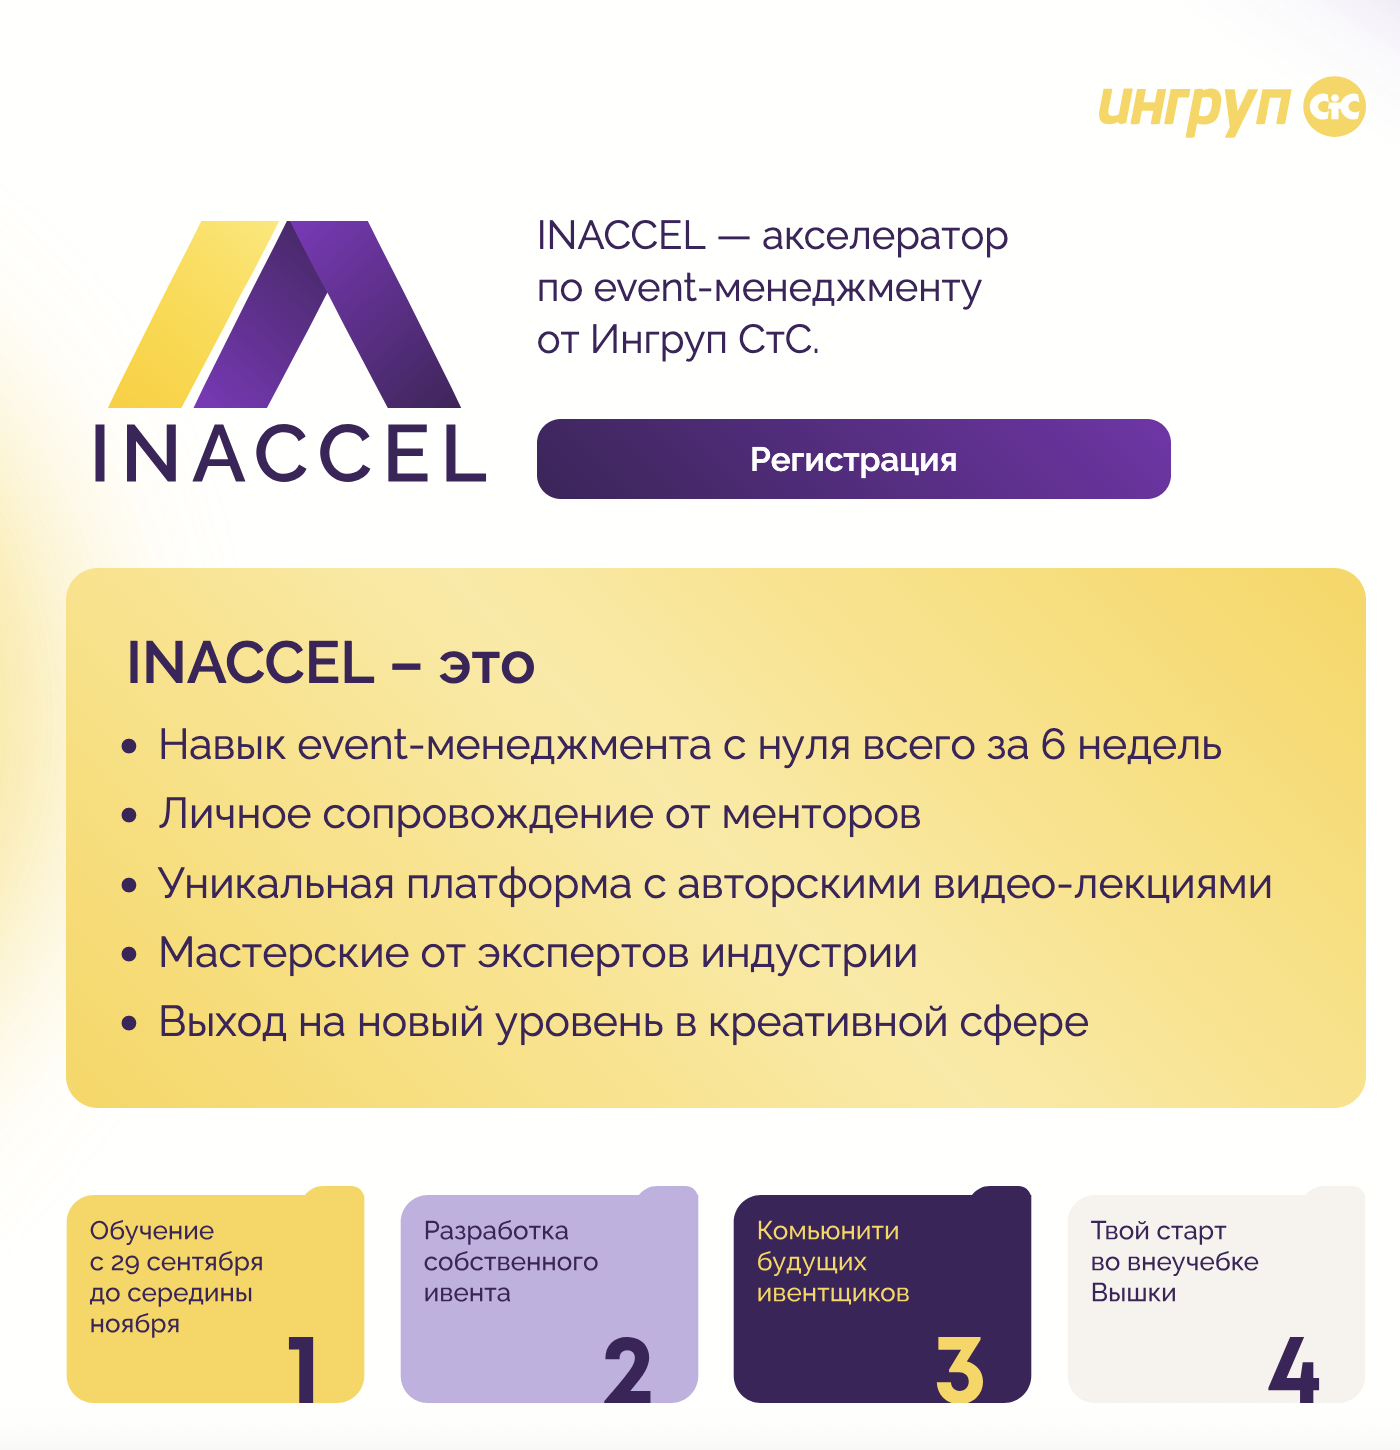 ингруп СтС
INACCEL
INACCEL — акселератор
по event-менеджменту
от Ингруп СтС.
Регистрация
INACCEL – это
• Навык event-менеджмента с нуля всего за 6 недель
• Личное сопровождение от менторов
• Уникальная платформа с авторскими видео-лекциями
• Мастерские от экспертов индустрии
• Выход на новый уровень в креативной сфере
Обучение
с 29 сентября
до середины
ноября
1
Разработка
собственного
ивента
2
Комьюнити
будущих
ивентщиков
3
Твой старт
во внеучебке
Вышки
4